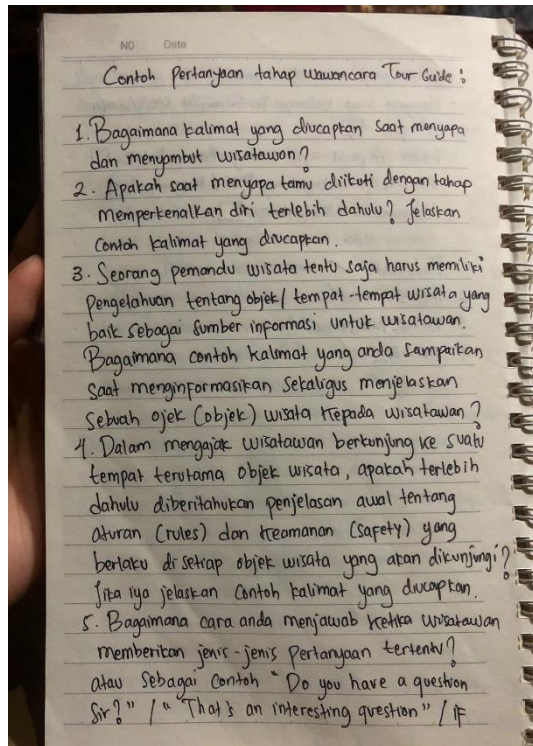 NO Date
Contoh pertanyaan tahap wawancara Tour Guide :
1. Bagaimana kalimat yang diucapkan saat menyapa
dan menyambut wisatawan?
2. Apakah saat menyapa tamu diikuti dengan tahap
memperkenalkan diri terlebih dahulu? Jelaskan
contoh kalimat yang diucapkan.
3. Seorang pemandu wisata tentu saja harus memiliki
pengetahuan tentang objek/ tempat-tempat wisata yang
baik sebagai sumber informasi untuk wisatawan.
Bagaimana contoh kalimat yang anda sampaikan
saat menginformasikan sekaligus menjelaskan
sebuah ojek (objek) wisata kepada wisatawan?
4. Dalam mengajak wisatawan berkunjung ke suatu
tempat terutama objek wisata, apakah terlebih
dahulu diberitahukan penjelasan awal tentang
aturan (rules) dan keamanan (safety) yang
berlaku di setiap objek wisata yang akan dikunjungi?
Jika iya jelaskan contoh kalimat yang diucapkan.
5. Bagaimana cara anda menjawab ketika wisatawan
memberikan jenis-jenis pertanyaan tertentu?
atau sebagai contoh "Do you have a question
Sir?" / "That's an interesting question" / IF